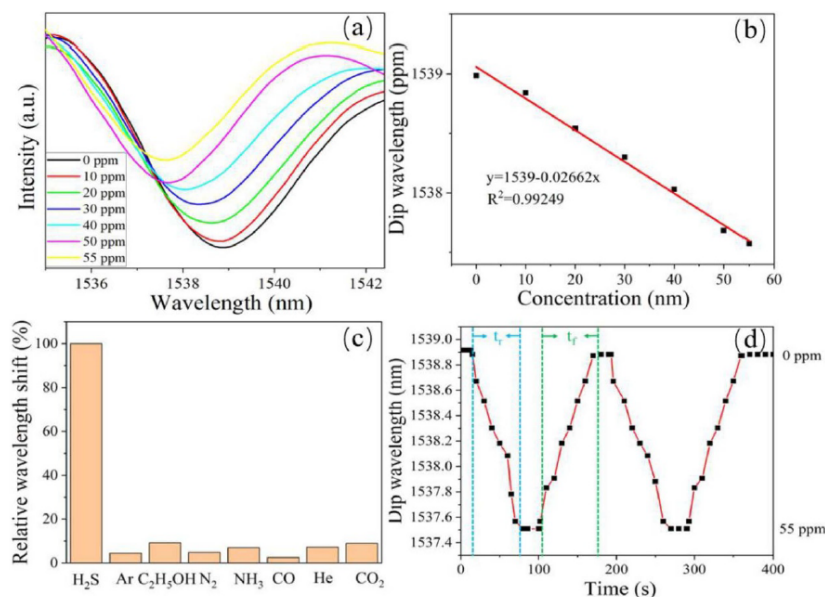 (a)
Intensity (a.u.)
0 ppm
10 ppm
20 ppm
30 ppm
40 ppm
50 ppm
55 ppm
1536 1538 1540 1542
Wavelength (nm)
(b)
Dip wavelength (ppm)
1539
1538
y=1539-0.02662x
R²=0.99249
0 10 20 30 40 50 60
Concentration (nm)
(c)
Relative wavelength shift (%)
100
80
60
40
20
10
0
H₂S Ar C₂H₅OH N₂ NH₃ CO He CO₂
(d)
Dip wavelength (nm)
1539.0
1538.8
1538.6
1538.4
1538.2
1538.0
1537.8
1537.6
1537.4
tᵣ
t_f
0 ppm
55 ppm
0 100 200 300 400
Time (s)